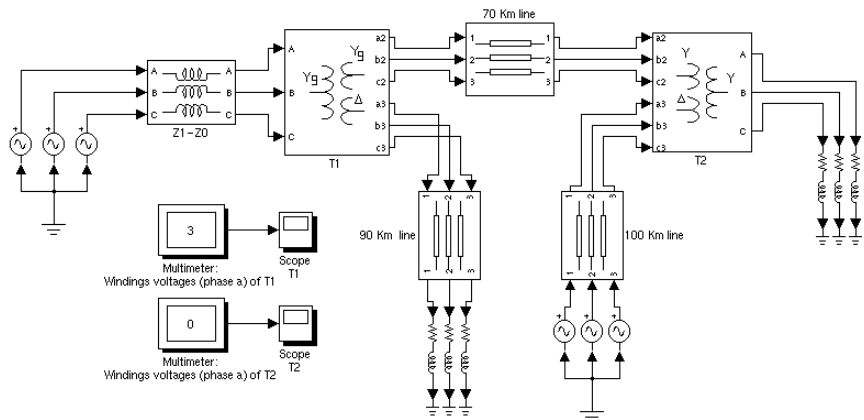 70 Km line
A
B
C
A
B
C
Z1-Z0
A
B
C
Yg
Yg
Δ
a2
b2
c2
a3
b3
c3
T1
1
2
3
1
2
3
a2
b2
c2
a3
b3
c3
Y
Δ
Y
A
B
C
T2
+
+
+
1
2
3
1
2
3
90 Km line
1
2
3
1
2
3
100 Km line
3
Scope
T1
Multimeter:
Windings voltages (phase a) of T1
0
Scope
T2
Multimeter:
Windings voltages (phase a) of T2
+
+
+